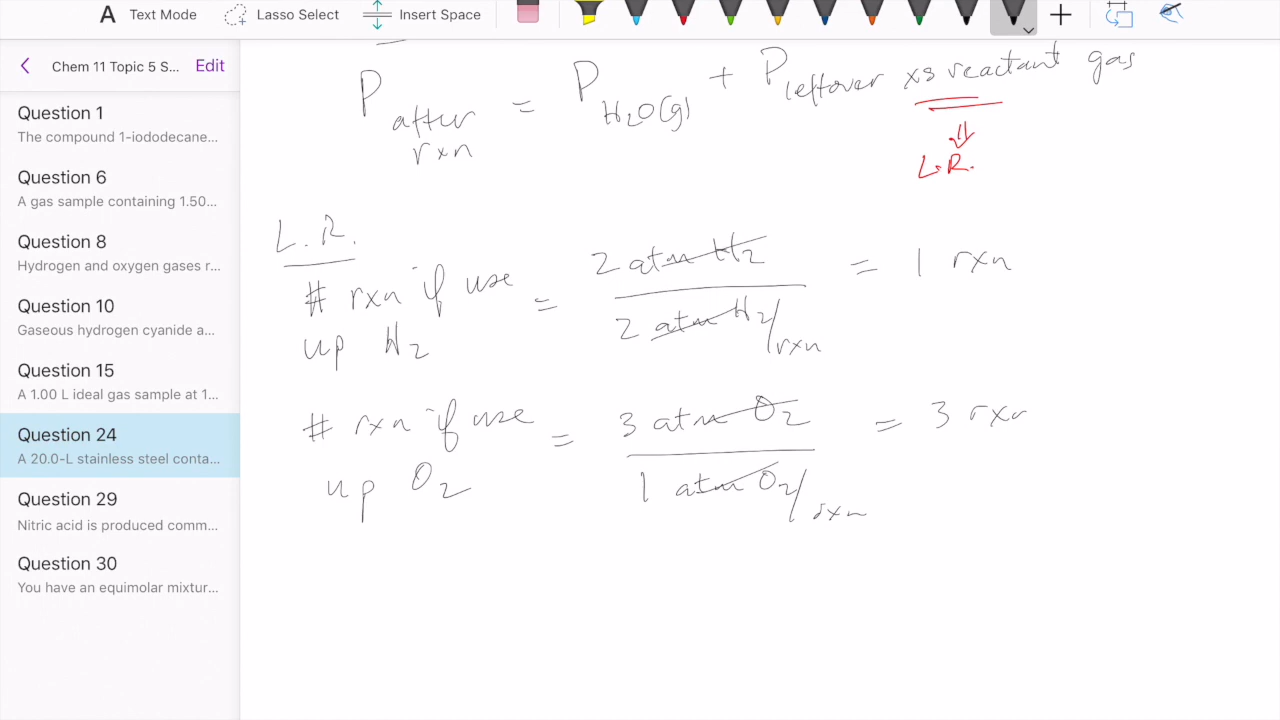 Text Mode Lasso Select Insert Space
Chem 11 Topic 5 S... Edit
Question 1
The compound 1-iododecane...
Question 6
A gas sample containing 1.50...
Question 8
Hydrogen and oxygen gases r...
Question 10
Gaseous hydrogen cyanide a...
Question 15
A 1.00 L ideal gas sample at 1...
Question 24
A 20.0-L stainless steel conta...
Question 29
Nitric acid is produced comm...
Question 30
You have an equimolar mixtur...
P after rxn = P H2O(g) + P leftover xs reactant gas
⇓
L.R.
L.R.
# rxn if use up H2 = 2 atm H2 / 2 atm H2/rxn = 1 rxn
# rxn if use up O2 = 3 atm O2 / 1 atm O2/rxn = 3 rxn